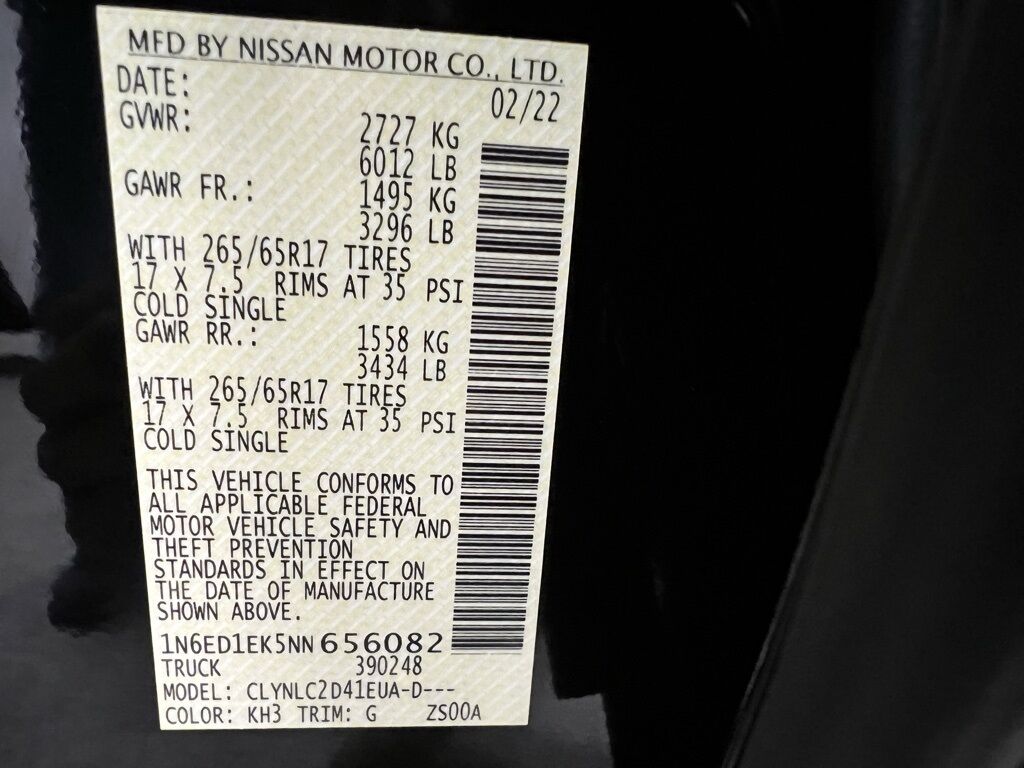 MFD BY NISSAN MOTOR CO., LTD.
DATE: 02/22
GVWR: 2727 KG
6012 LB
GAWR FR.: 1495 KG
3296 LB
WITH 265/65R17 TIRES
17 X 7.5 RIMS AT 35 PSI
COLD SINGLE
GAWR RR.: 1558 KG
3434 LB
WITH 265/65R17 TIRES
17 X 7.5 RIMS AT 35 PSI
COLD SINGLE
THIS VEHICLE CONFORMS TO
ALL APPLICABLE FEDERAL
MOTOR VEHICLE SAFETY AND
THEFT PREVENTION
STANDARDS IN EFFECT ON
THE DATE OF MANUFACTURE
SHOWN ABOVE.
1N6ED1EK5NN656082
TRUCK 390248
MODEL: CLYNLC2D41EUA-D---
COLOR: KH3 TRIM: G ZS00A